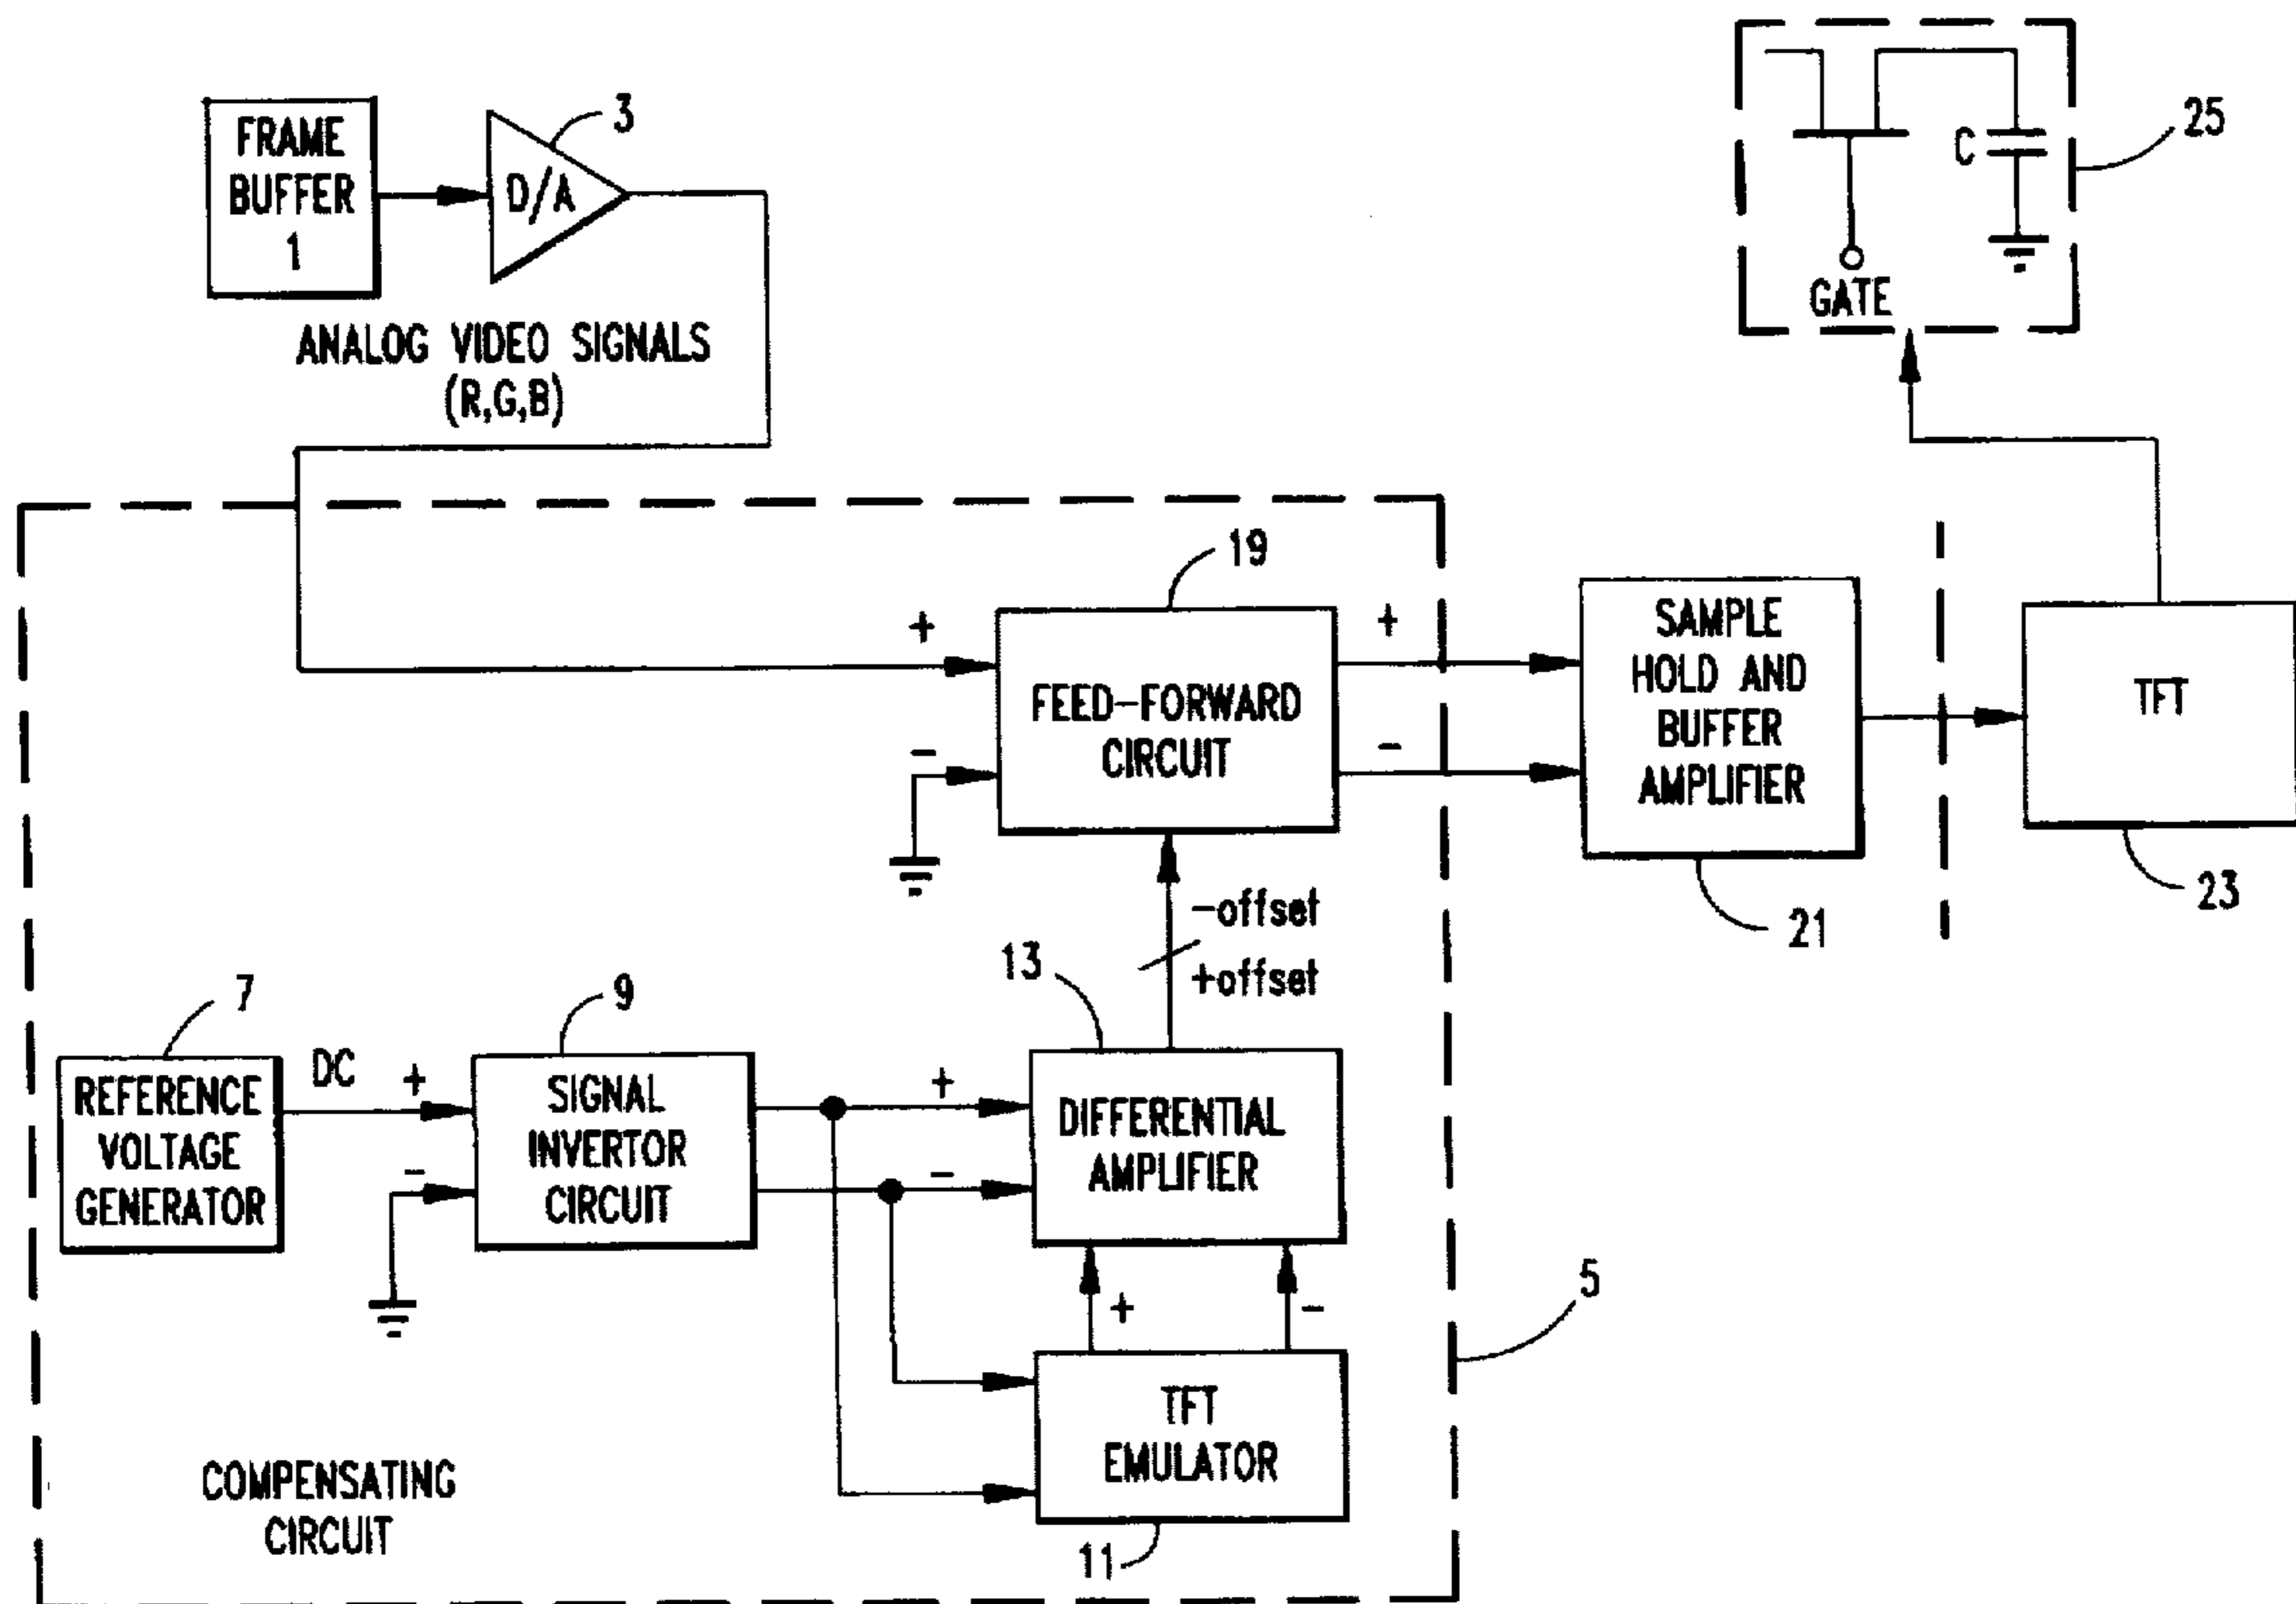 FRAME
BUFFER
1
D/A
3
ANALOG VIDEO SIGNALS
(R,G,B)
C
GATE
25
19
+
-
FEED-FORWARD
CIRCUIT
+
-
SAMPLE
HOLD AND
BUFFER
AMPLIFIER
21
TFT
23
-offset
+offset
13
7
REFERENCE
VOLTAGE
GENERATOR
DC
+
-
9
SIGNAL
INVERTOR
CIRCUIT
+
-
DIFFERENTIAL
AMPLIFIER
+
-
TFT
EMULATOR
11
5
COMPENSATING
CIRCUIT